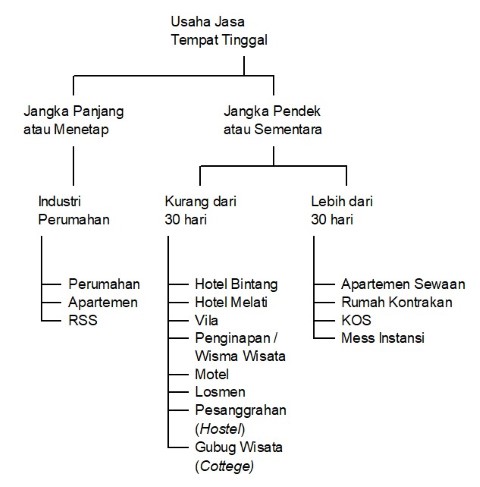 Usaha Jasa
Tempat Tinggal
Jangka Panjang
atau Menetap
Jangka Pendek
atau Sementara
Industri
Perumahan
Perumahan
Apartemen
RSS
Kurang dari
30 hari
Hotel Bintang
Hotel Melati
Vila
Penginapan /
Wisma Wisata
Motel
Losmen
Pesanggrahan
(Hostel)
Gubug Wisata
(Cottege)
Lebih dari
30 hari
Apartemen Sewaan
Rumah Kontrakan
KOS
Mess Instansi